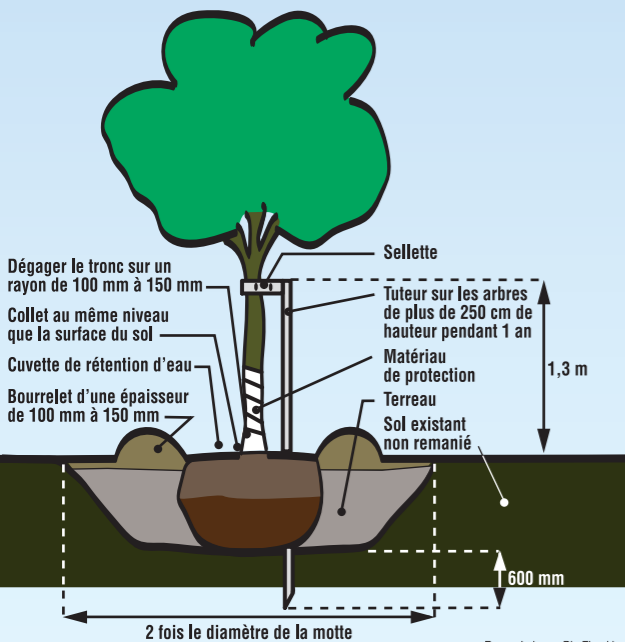 Dégager le tronc sur un
rayon de 100 mm à 150 mm
Collet au même niveau
que la surface du sol
Cuvette de rétention d'eau
Bourrelet d'une épaisseur
de 100 mm à 150 mm
Sellette
Tuteur sur les arbres
de plus de 250 cm de
hauteur pendant 1 an
Matériau
de protection
Terreau
Sol existant
non remanié
1,3 m
600 mm
2 fois le diamètre de la motte